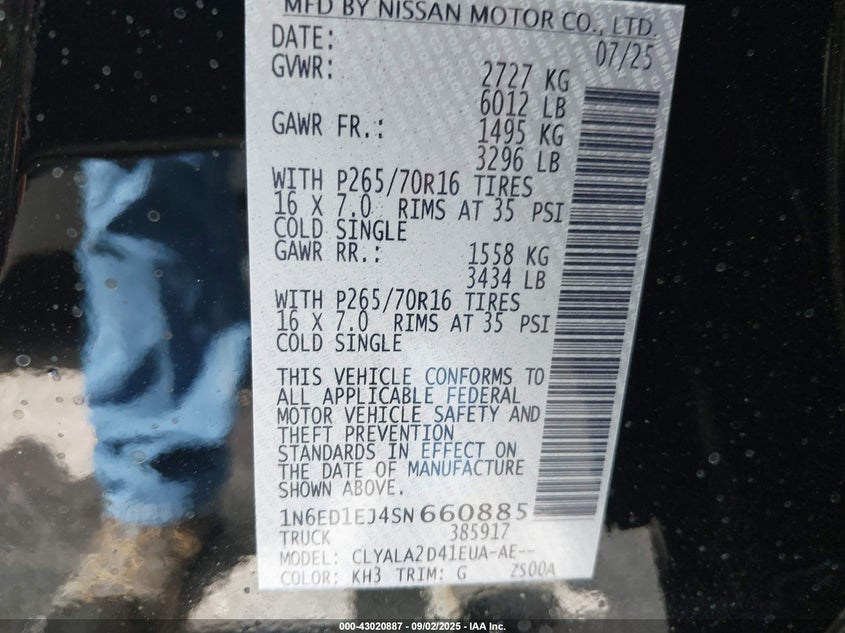 MFD BY NISSAN MOTOR CO., LTD.
DATE: 07/25
GVWR: 2727 KG
6012 LB
GAWR FR.: 1495 KG
3296 LB
WITH P265/70R16 TIRES
16 X 7.0 RIMS AT 35 PSI
COLD SINGLE
GAWR RR.: 1558 KG
3434 LB
WITH P265/70R16 TIRES
16 X 7.0 RIMS AT 35 PSI
COLD SINGLE
THIS VEHICLE CONFORMS TO
ALL APPLICABLE FEDERAL
MOTOR VEHICLE SAFETY AND
THEFT PREVENTION
STANDARDS IN EFFECT ON
THE DATE OF MANUFACTURE
SHOWN ABOVE.
1N6ED1EJ4SN660885
TRUCK 385917
MODEL: CLYALA2D41EUA-AE--
COLOR: KH3 TRIM: G ZS00A
000-43020887 - 09/02/2025 - IAA Inc.